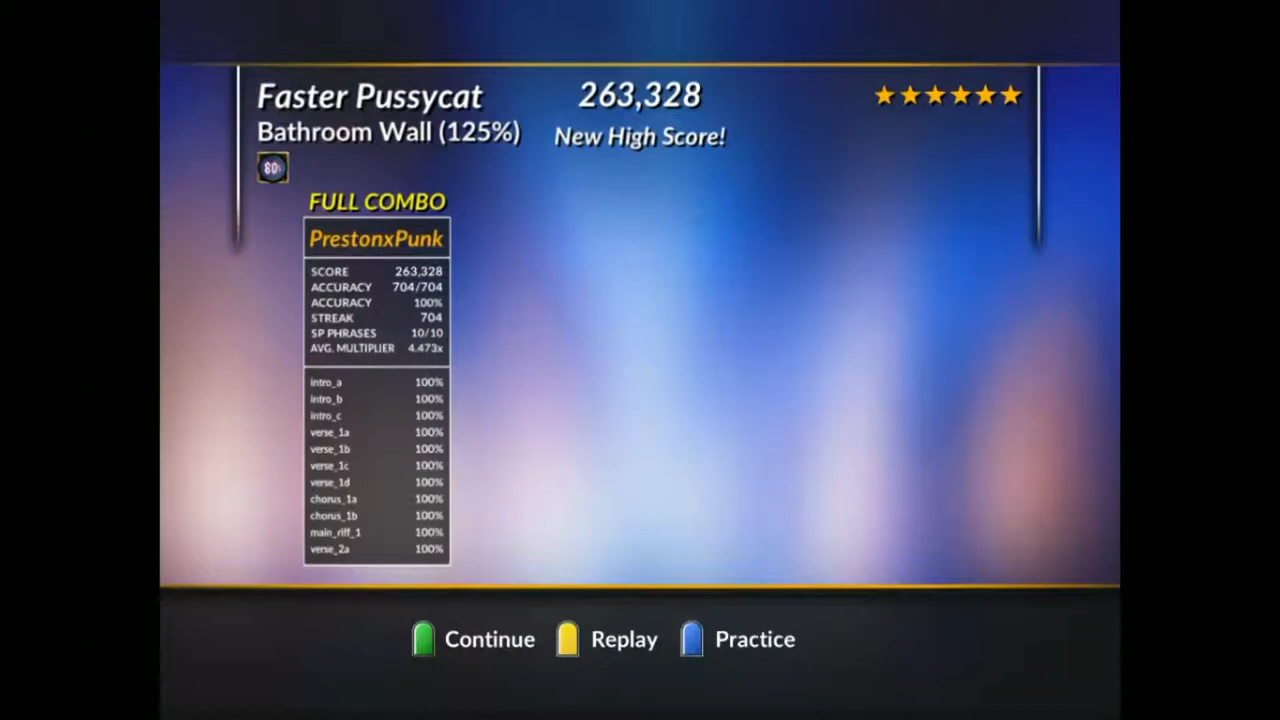 Faster Pussycat
263,328
Bathroom Wall (125%)
New High Score!
80s
FULL COMBO
PrestonxPunk
SCORE 263,328
ACCURACY 704/704
ACCURACY 100%
STREAK 704
SP PHRASES 10/10
AVG. MULTIPLIER 4.473x
intro_a 100%
intro_b 100%
intro_c 100%
verse_1a 100%
verse_1b 100%
verse_1c 100%
verse_1d 100%
chorus_1a 100%
chorus_1b 100%
main_riff_1 100%
verse_2a 100%
Continue Replay Practice